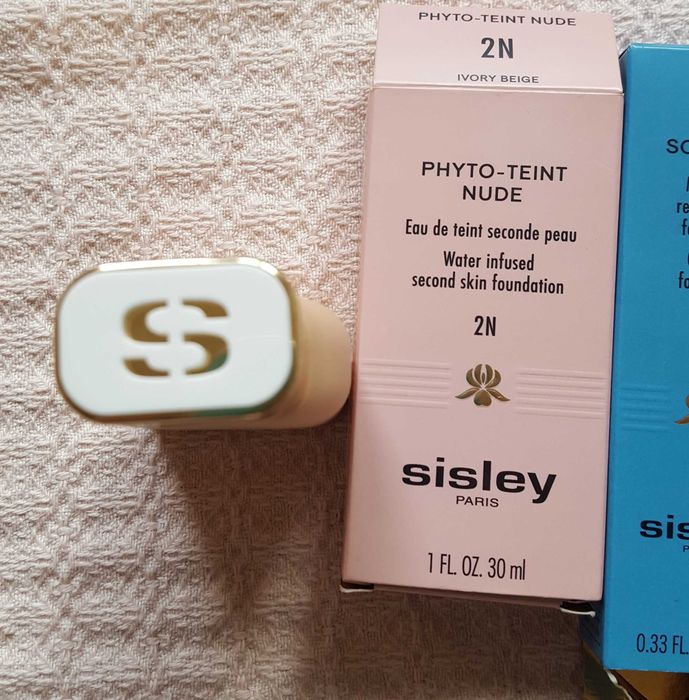 PHYTO-TEINT NUDE
2N
IVORY BEIGE
PHYTO-TEINT
NUDE
Eau de teint seconde peau
Water infused
second skin foundation
2N
sisley
PARIS
1 FL. OZ. 30 ml
S
0.33 FL.